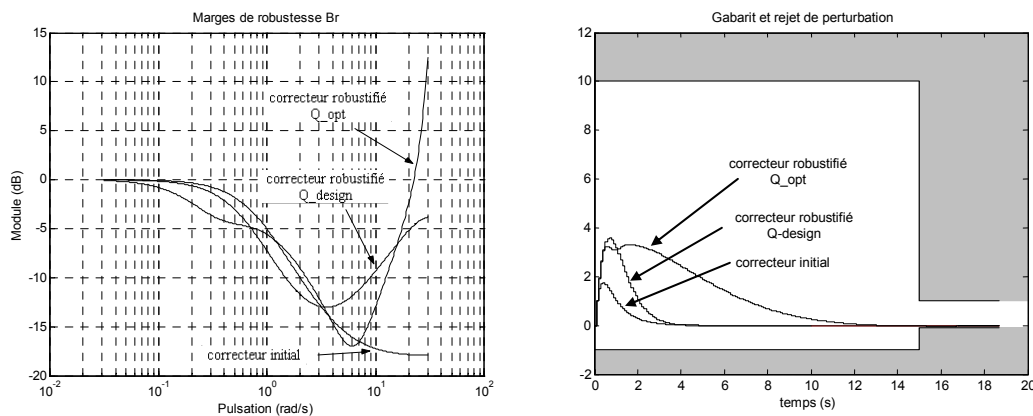 Marges de robustesse Br
15
10
5
0
-5
-10
-15
-20
Module (dB)
10^-2
10^-1
10^0
10^1
10^2
Pulsation (rad/s)
correcteur robustifié
Q_opt
correcteur robustifié
Q_design
correcteur initial
Gabarit et rejet de perturbation
12
10
8
6
4
2
0
-2
0
2
4
6
8
10
12
14
16
18
20
temps (s)
correcteur robustifié
Q_opt
correcteur robustifié
Q-design
correcteur initial